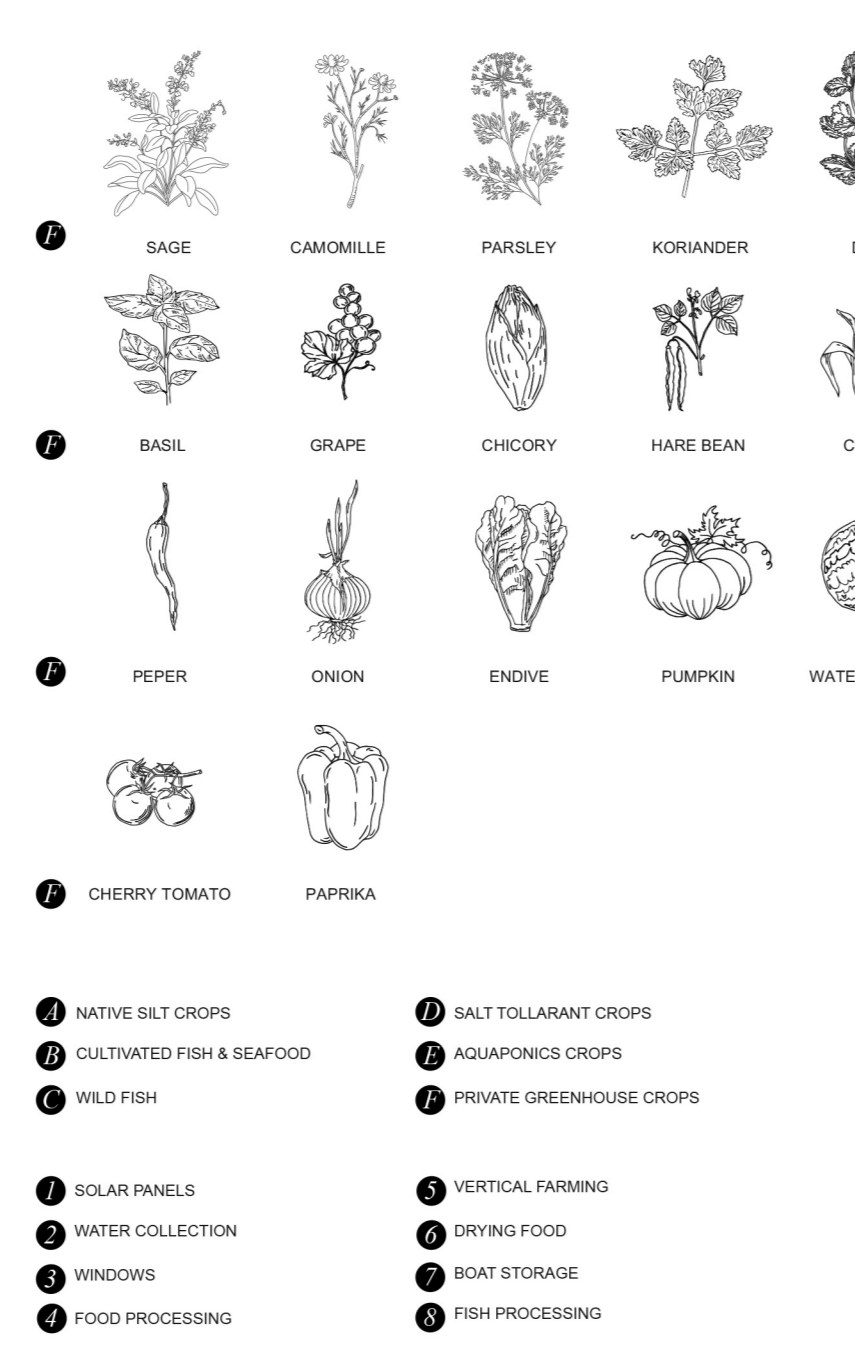 F SAGE CAMOMILLE PARSLEY KORIANDER
F BASIL GRAPE CHICORY HARE BEAN C
F PEPER ONION ENDIVE PUMPKIN WATE
F CHERRY TOMATO PAPRIKA
A NATIVE SILT CROPS
B CULTIVATED FISH & SEAFOOD
C WILD FISH
D SALT TOLLARANT CROPS
E AQUAPONICS CROPS
F PRIVATE GREENHOUSE CROPS
1 SOLAR PANELS
2 WATER COLLECTION
3 WINDOWS
4 FOOD PROCESSING
5 VERTICAL FARMING
6 DRYING FOOD
7 BOAT STORAGE
8 FISH PROCESSING